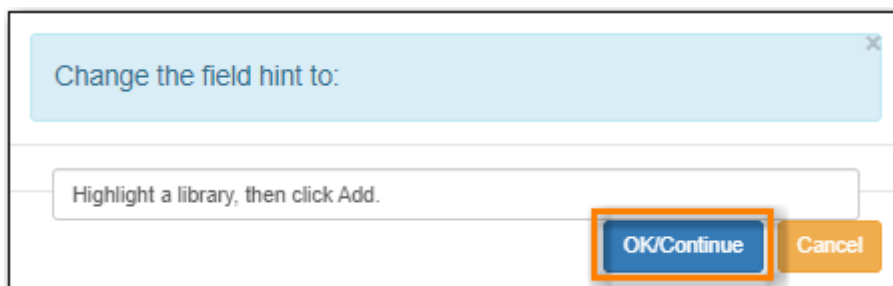 Change the field hint to:
×
Highlight a library, then click Add.
OK/Continue
Cancel